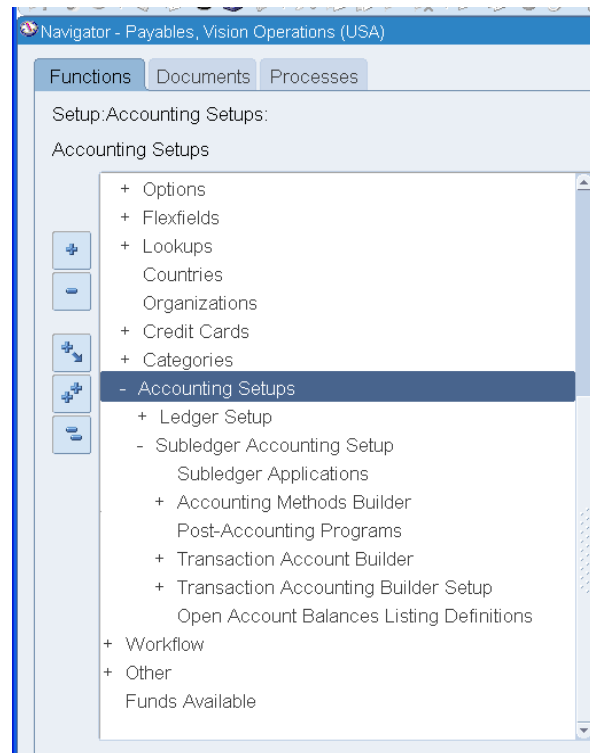 Navigator - Payables, Vision Operations (USA)
Functions Documents Processes
Setup:Accounting Setups:
Accounting Setups
+ Options
+ Flexfields
+ Lookups
Countries
Organizations
+ Credit Cards
+ Categories
- Accounting Setups
+ Ledger Setup
- Subledger Accounting Setup
Subledger Applications
+ Accounting Methods Builder
Post-Accounting Programs
+ Transaction Account Builder
+ Transaction Accounting Builder Setup
Open Account Balances Listing Definitions
+ Workflow
+ Other
Funds Available